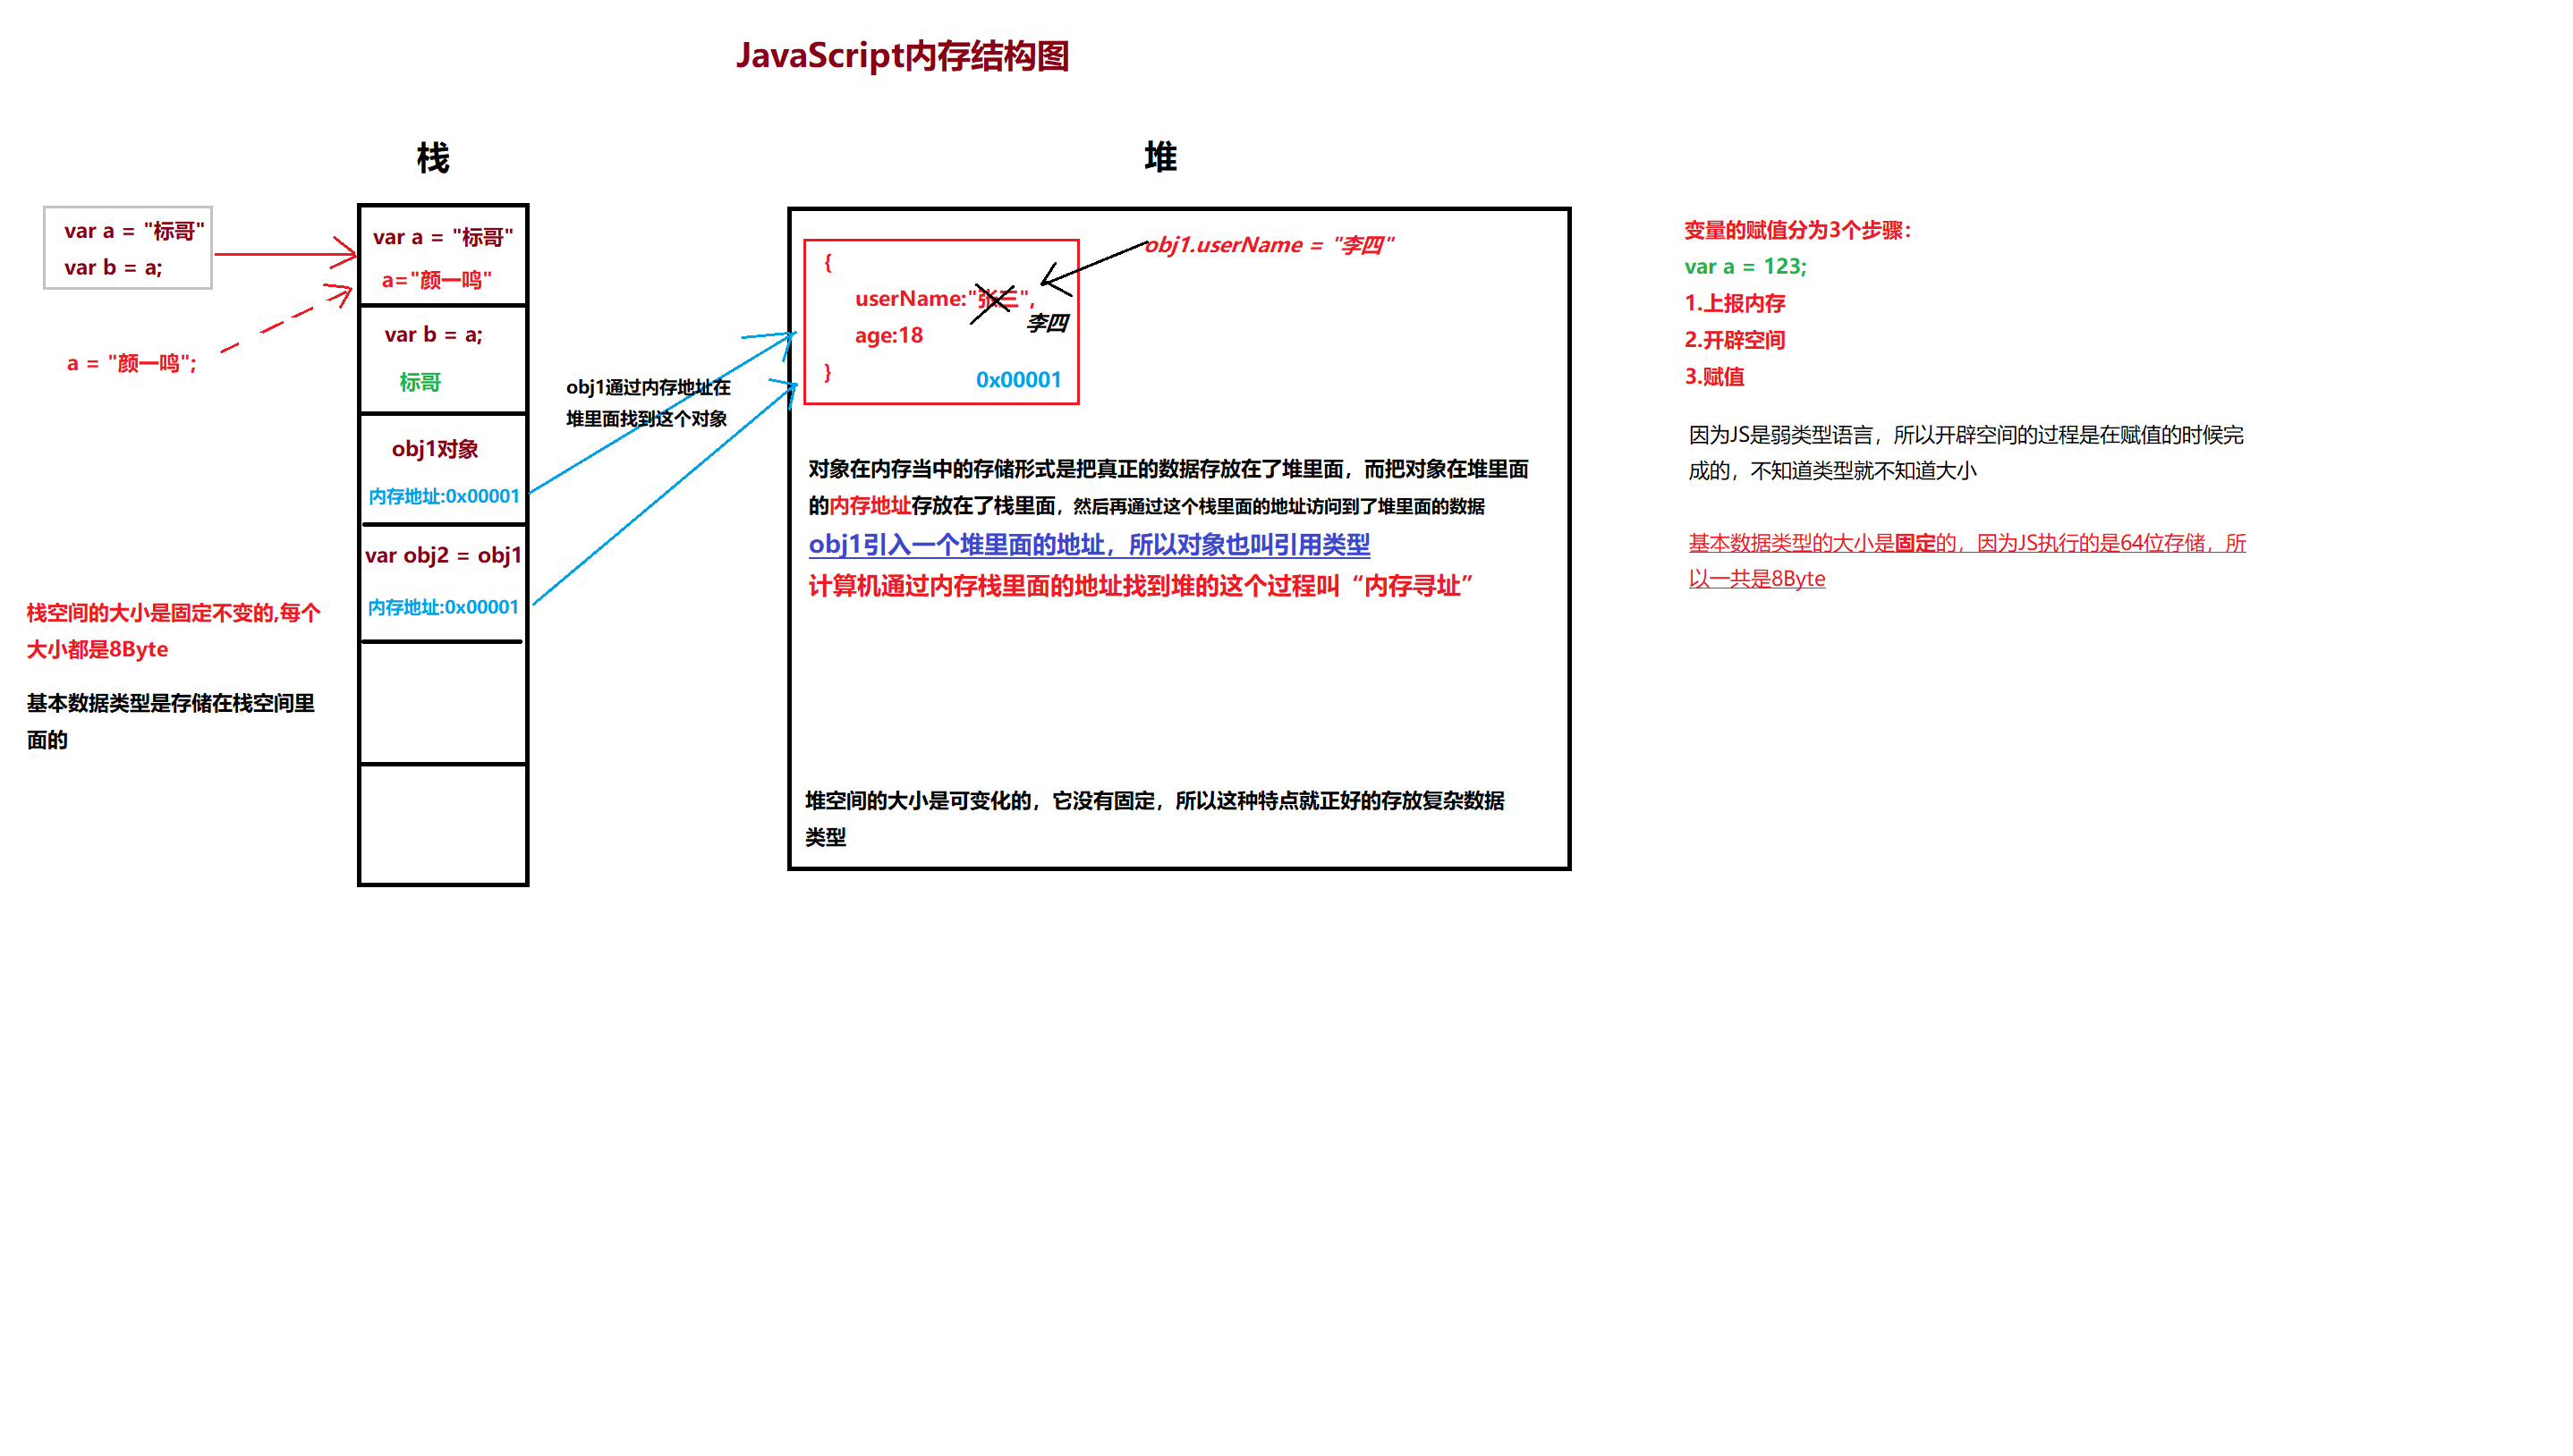 JavaScript内存结构图
栈
堆
var a = "标哥"
var b = a;
a = "颜一鸣";
栈空间的大小是固定不变的,每个
大小都是8Byte
基本数据类型是存储在栈空间里
面的
var a = "标哥"
a="颜一鸣"
var b = a;
标哥
obj1对象
内存地址:0x00001
var obj2 = obj1
内存地址:0x00001
obj1通过内存地址在
堆里面找到这个对象
{
userName:"张三",
李四
age:18
}
0x00001
obj1.userName = "李四"
对象在内存当中的存储形式是把真正的数据存放在了堆里面，而把对象在堆里面
的内存地址存放在了栈里面，然后再通过这个栈里面的地址访问到了堆里面的数据
obj1引入一个堆里面的地址，所以对象也叫引用类型
计算机通过内存栈里面的地址找到堆的这个过程叫“内存寻址”
堆空间的大小是可变化的，它没有固定，所以这种特点就正好的存放复杂数据
类型
变量的赋值分为3个步骤：
var a = 123;
1.上报内存
2.开辟空间
3.赋值
因为JS是弱类型语言，所以开辟空间的过程是在赋值的时候完
成的，不知道类型就不知道大小
基本数据类型的大小是固定的，因为JS执行的是64位存储，所
以一共是8Byte